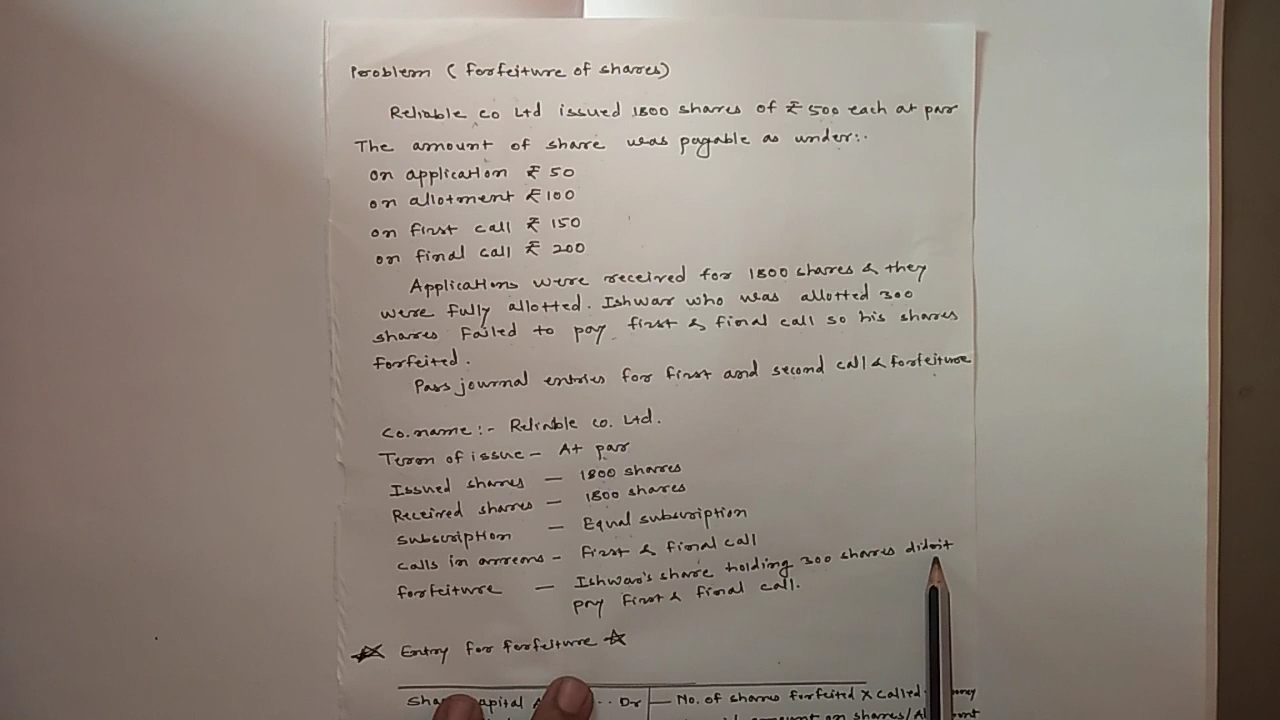 Problem ( forfeiture of shares)
Reliable co Ltd issued 1800 shares of ₹ 500 each at par
The amount of share was payable as under:-
on application ₹ 50
on allotment ₹ 100
on first call ₹ 150
on final call ₹ 200
Applications were received for 1800 shares & they
were fully allotted. Ishwar who was allotted 300
shares failed to pay first & final call so his shares
forfeited.
Pass journal entries for first and second call & forfeiture
Co.name :- Reliable co. Ltd.
Term of issue - At par
Issued shares - 1800 shares
Received shares - 1800 shares
subscription - Equal subscription
calls in arrears - First & final call
forfeiture - Ishwar's share holding 300 shares didn't
pay first & final call.
☆ Entry for forfeiture ☆
Share capital A .. Dr - No. of shares forfeited X called
amount on shares/